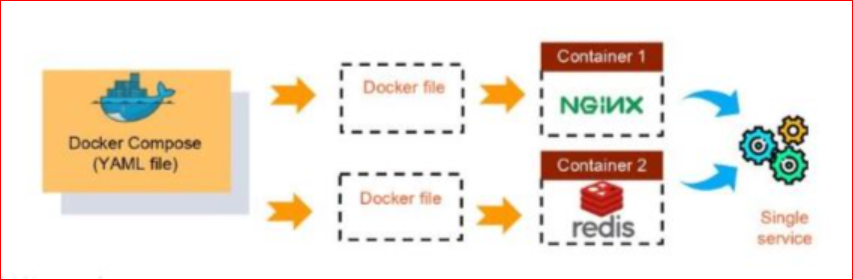 Docker Compose
(YAML file)
Docker file
Container 1
NGINX
Docker file
Container 2
redis
Single
service